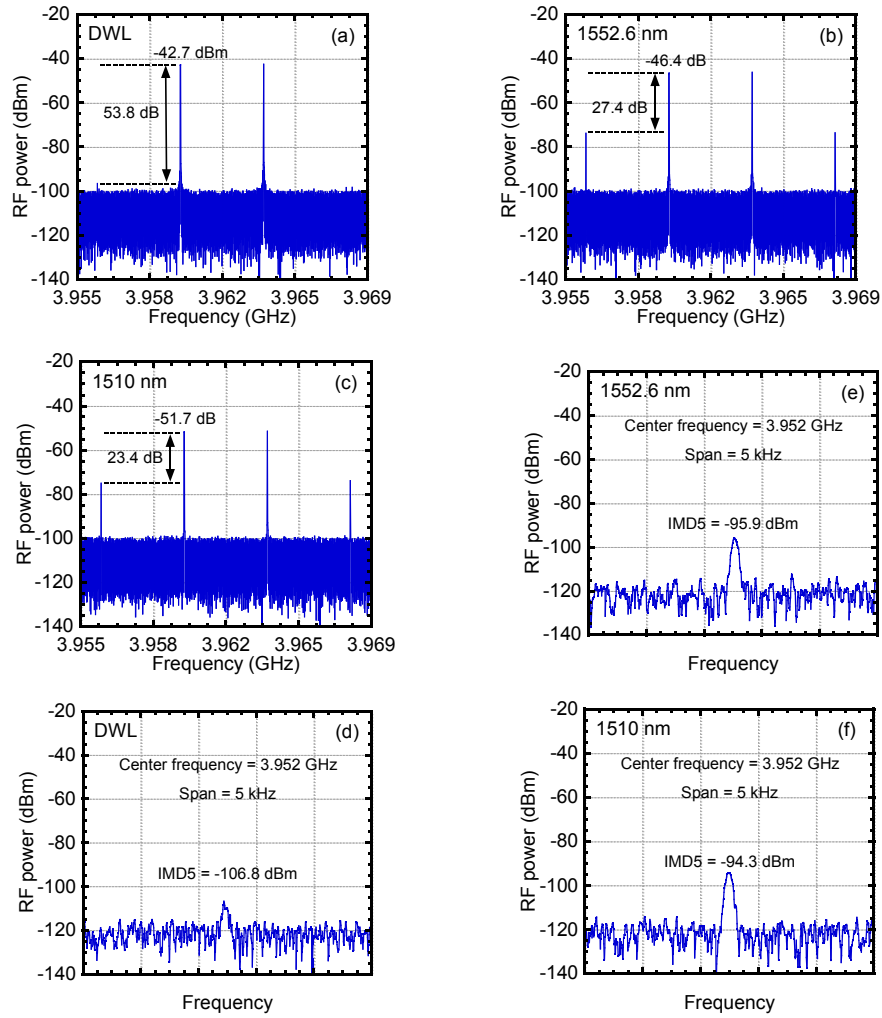 DWL (a)
-42.7 dBm
53.8 dB
RF power (dBm)
-20
-40
-60
-80
-100
-120
-140
3.955 3.958 3.962 3.965 3.969
Frequency (GHz)
1552.6 nm (b)
-46.4 dB
27.4 dB
RF power (dBm)
-20
-40
-60
-80
-100
-120
-140
3.955 3.958 3.962 3.965 3.969
Frequency (GHz)
1510 nm (c)
-51.7 dB
23.4 dB
RF power (dBm)
-20
-40
-60
-80
-100
-120
-140
3.955 3.958 3.962 3.965 3.969
Frequency (GHz)
1552.6 nm (e)
Center frequency = 3.952 GHz
Span = 5 kHz
IMD5 = -95.9 dBm
RF power (dBm)
-20
-40
-60
-80
-100
-120
-140
Frequency
DWL (d)
Center frequency = 3.952 GHz
Span = 5 kHz
IMD5 = -106.8 dBm
RF power (dBm)
-20
-40
-60
-80
-100
-120
-140
Frequency
1510 nm (f)
Center frequency = 3.952 GHz
Span = 5 kHz
IMD5 = -94.3 dBm
RF power (dBm)
-20
-40
-60
-80
-100
-120
-140
Frequency